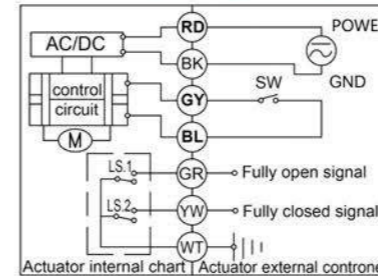 RD
POWE
AC/DC
BK
control
circuit
GY
SW
GND
BL
M
LS.1
GR
Fully open signal
LS.2
YW
Fully closed signal
WT
Actuator internal chart
Actuator external controne